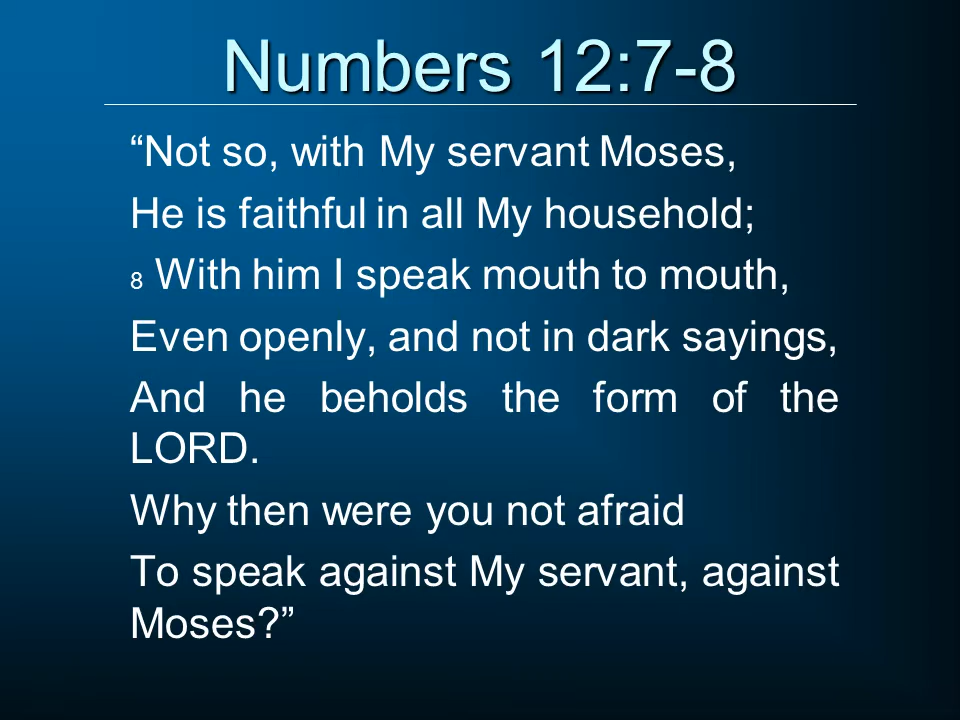 Numbers 12:7-8
“Not so, with My servant Moses,
He is faithful in all My household;
8 With him I speak mouth to mouth,
Even openly, and not in dark sayings,
And he beholds the form of the
LORD.
Why then were you not afraid
To speak against My servant, against
Moses?”